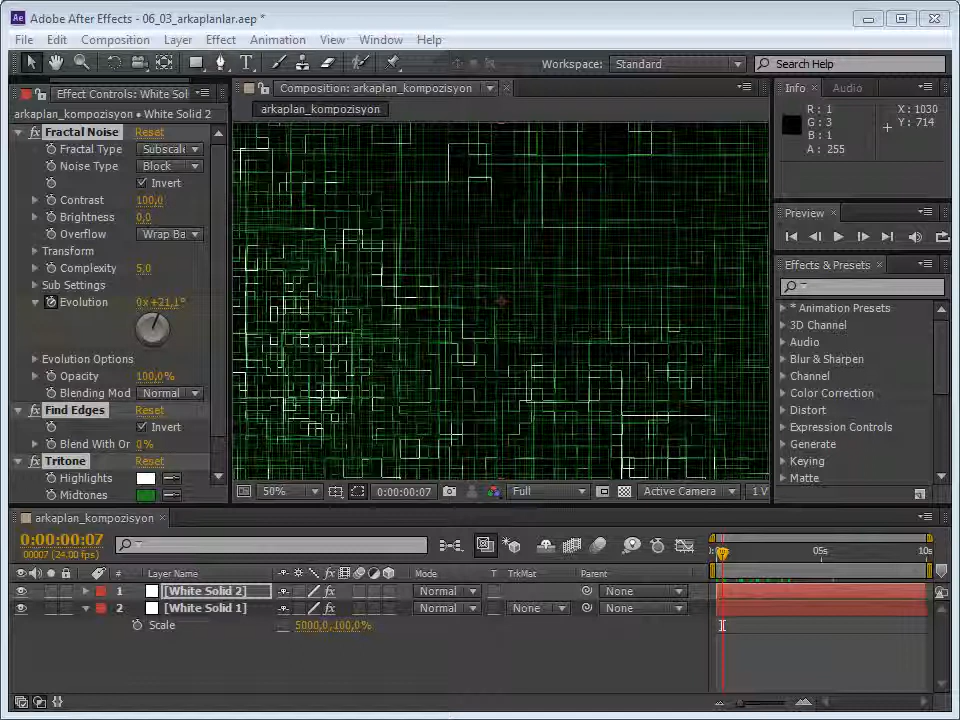 Adobe After Effects - 06_03_arkaplanlar.aep *
File Edit Composition Layer Effect Animation View Window Help
Workspace: Standard Search Help
Effect Controls: White Sol
arkaplan_kompozisyon • White Solid 2
fx Fractal Noise Reset
Fractal Type Subscale
Noise Type Block
Invert
Contrast 100,0
Brightness 0,0
Overflow Wrap Ba
Transform
Complexity 5,0
Sub Settings
Evolution 0x+21,1°
Evolution Options
Opacity 100,0%
Blending Mod Normal
fx Find Edges Reset
Invert
Blend With Or 0%
fx Tritone Reset
Highlights
Midtones
Composition: arkaplan_kompozisyon
arkaplan_kompozisyon
50% 0:00:00:07 Full Active Camera 1 V
Info Audio
R : 1
G : 3
B : 1
A : 255
X : 1030
Y : 714
Preview
Effects & Presets
* Animation Presets
3D Channel
Audio
Blur & Sharpen
Channel
Color Correction
Distort
Expression Controls
Generate
Keying
Matte
arkaplan_kompozisyon
0:00:00:07
00007 (24.00 fps)
05s 10s
# Layer Name Mode T TrkMat Parent
1 [White Solid 2] fx Normal None
2 [White Solid 1] fx Normal None None
Scale 5000,0,100,0%